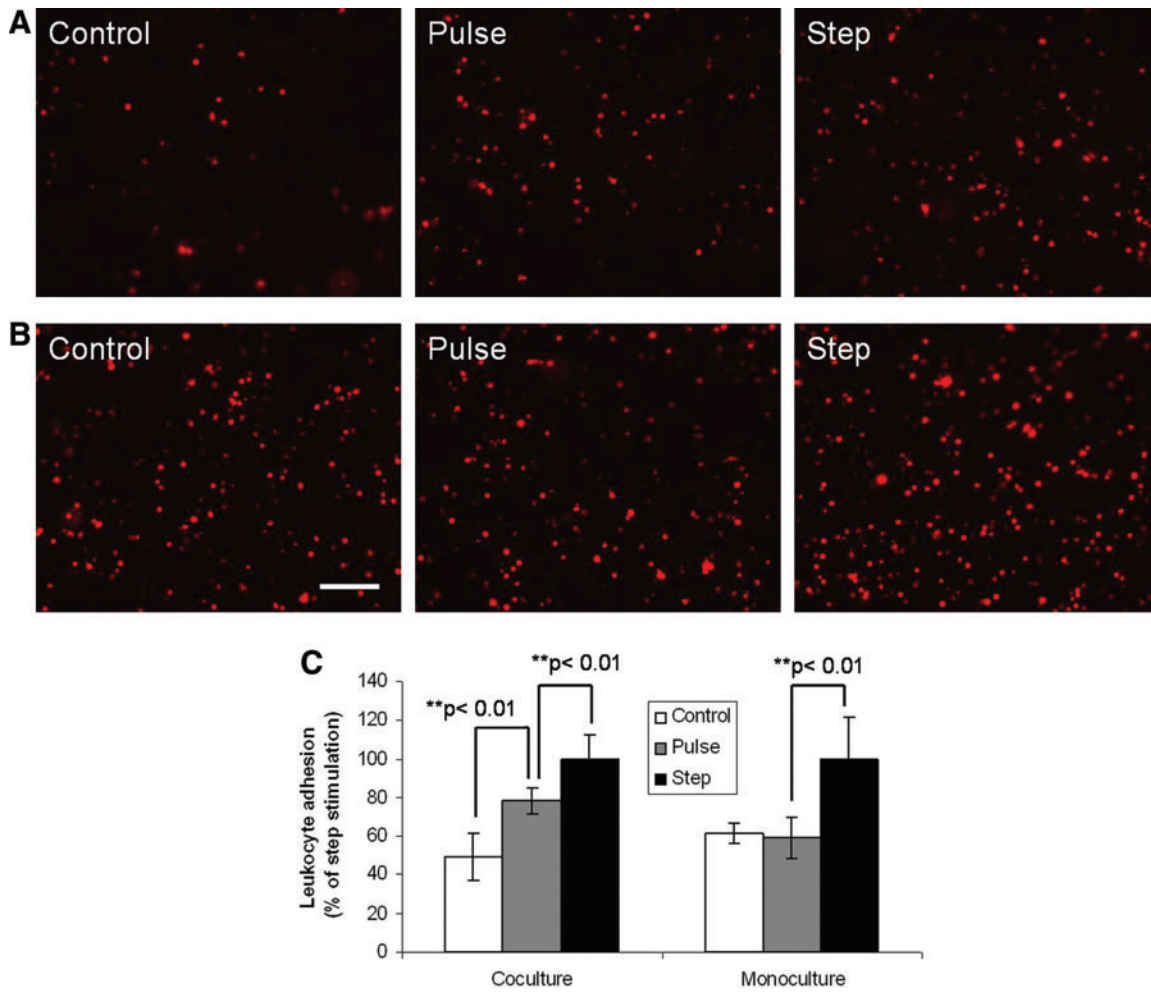 A
Control
Pulse
Step
B
Control
Pulse
Step
C
**p< 0.01
**p< 0.01
**p< 0.01
Leukocyte adhesion
(% of step stimulation)
140
120
100
80
60
40
20
0
Control
Pulse
Step
Coculture
Monoculture